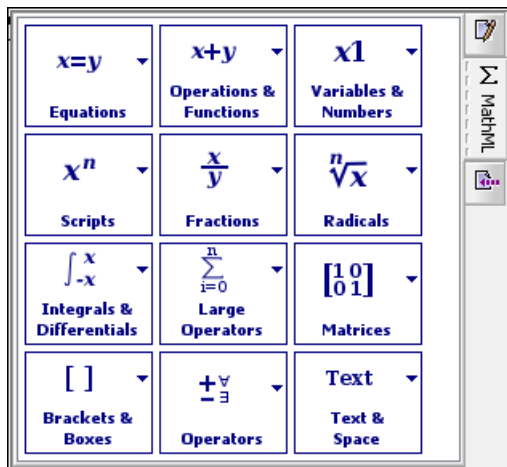 x=y
Equations
x+y
Operations &
Functions
x1
Variables &
Numbers
xⁿ
Scripts
x
y
Fractions
n
√x
Radicals
∫ x
-x
Integrals &
Differentials
n
∑
i=0
Large
Operators
[1 0
0 1]
Matrices
[ ]
Brackets &
Boxes
± ∀
∃
Operators
Text
Text &
Space
∑ MathML